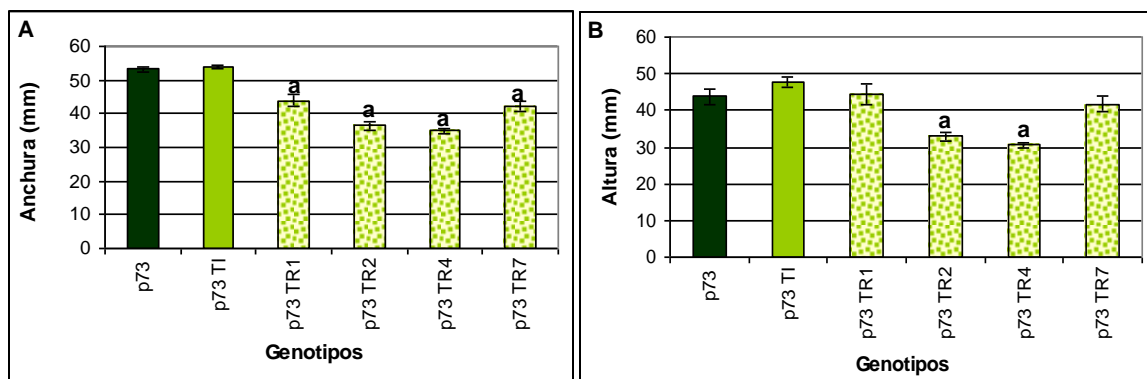 A
Anchura (mm)
60
50
40
30
20
10
0
a
a
a
a
p73
p73 TI
p73 TR1
p73 TR2
p73 TR4
p73 TR7
Genotipos
B
Altura (mm)
60
50
40
30
20
10
0
a
a
p73
p73 TI
p73 TR1
p73 TR2
p73 TR4
p73 TR7
Genotipos